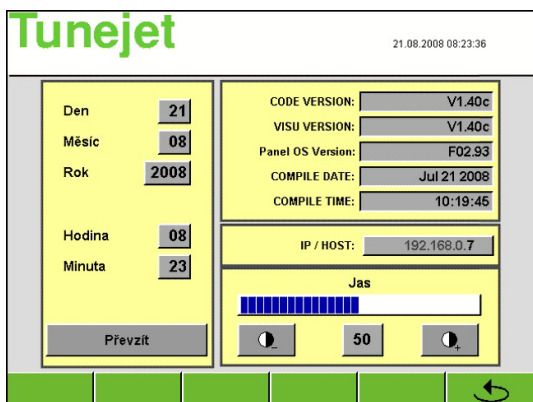 Tunejet
21.08.2008 08:23:36
Den 21
Měsíc 08
Rok 2008
Hodina 08
Minuta 23
Převzít
CODE VERSION: V1.40c
VISU VERSION: V1.40c
Panel OS Version: F02.93
COMPILE DATE: Jul 21 2008
COMPILE TIME: 10:19:45
IP / HOST: 192.168.0.7
Jas
50